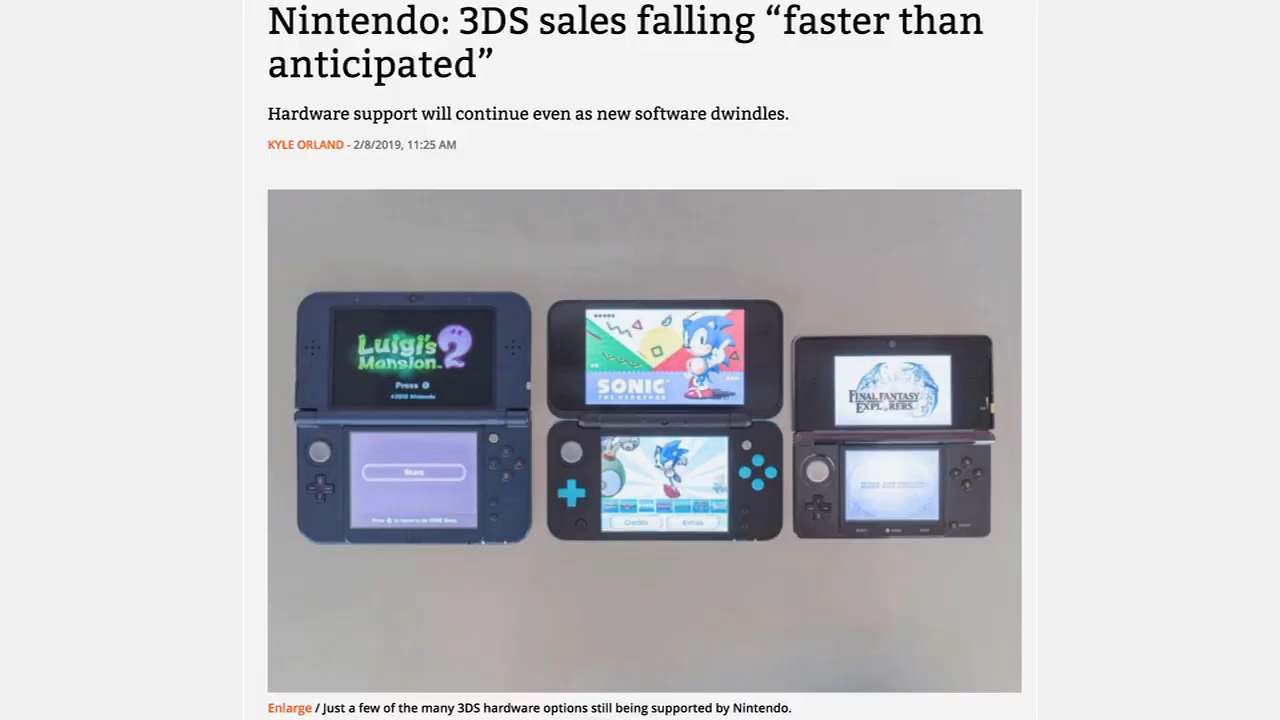 Nintendo: 3DS sales falling “faster than
anticipated”
Hardware support will continue even as new software dwindles.
KYLE ORLAND - 2/8/2019, 11:25 AM
Luigi's
Mansion 2
Press
©2013 Nintendo
Start
SONIC
THE HEDGEHOG
Credits
Extras
FINAL FANTASY
EXPLORERS
Enlarge / Just a few of the many 3DS hardware options still being supported by Nintendo.